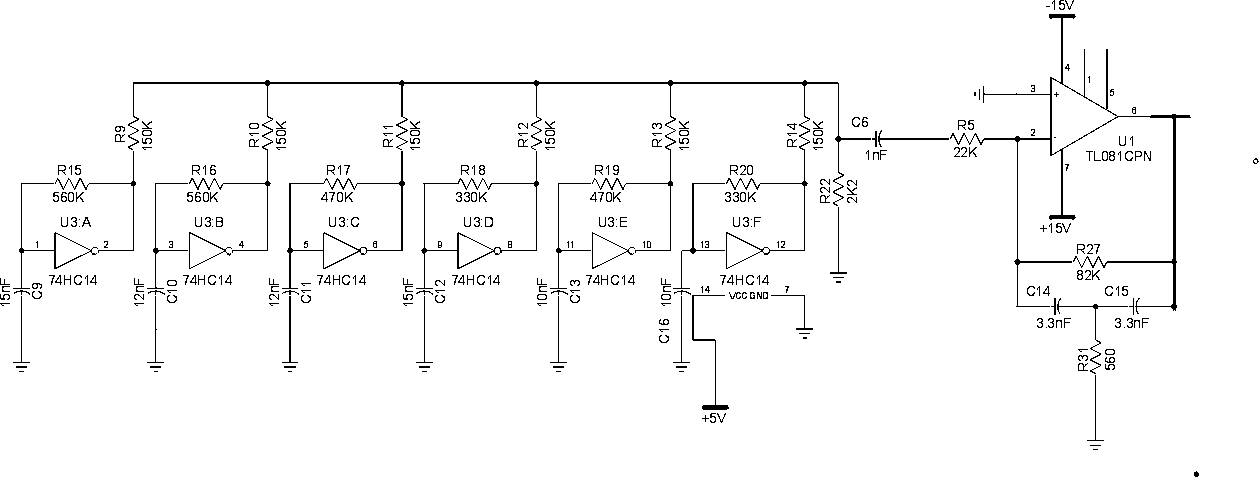 -15V
4
1
5
3
+
6
2
-
U1
TL081CPN
7
+15V
R9
150K
R10
150K
R11
150K
R12
150K
R13
150K
R14
150K
C6
1nF
R5
22K
R15
560K
R16
560K
R17
470K
R18
330K
R19
470K
R20
330K
R22
2K2
U3:A
U3:B
U3:C
U3:D
U3:E
U3:F
1
2
3
4
5
6
9
8
11
10
13
12
74HC14
74HC14
74HC14
74HC14
74HC14
74HC14
15nF
C9
12nF
C10
12nF
C11
15nF
C12
10nF
C13
10nF
C16
14
VCC GND
7
+5V
R27
82K
C14
C15
3.3nF
3.3nF
R31
560